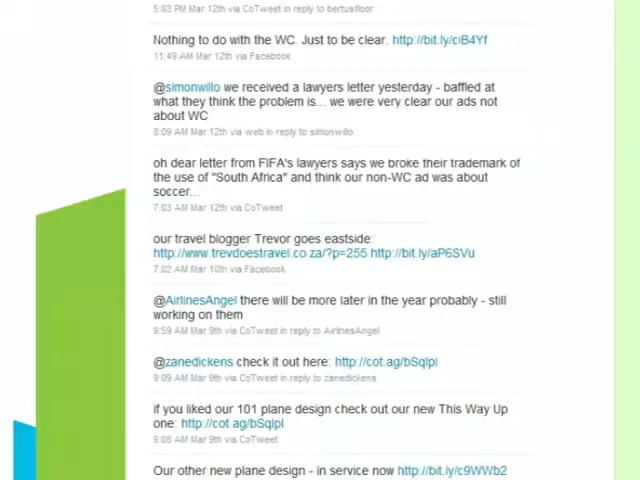 5:03 PM Mar 12th via CoTweet in reply to bertusfloor
Nothing to do with the WC. Just to be clear. http://bit.ly/ciB4Yf
11:49 AM Mar 12th via Facebook
@simonwillo we received a lawyers letter yesterday - baffled at
what they think the problem is... we were very clear our ads not
about WC
8:09 AM Mar 12th via web in reply to simonwillo
oh dear letter from FIFA's lawyers says we broke their trademark of
the use of "South Africa" and think our non-WC ad was about
soccer...
7:03 AM Mar 12th via CoTweet
our travel blogger Trevor goes eastside:
http://www.trevdoestravel.co.za/?p=255 http://bit.ly/aP6SVu
7:02 AM Mar 10th via Facebook
@AirlinesAngel there will be more later in the year probably - still
working on them
9:59 AM Mar 9th via CoTweet in reply to AirlinesAngel
@zanedickens check it out here: http://cot.ag/bSqlpl
9:09 AM Mar 9th via CoTweet in reply to zanedickens
if you liked our 101 plane design check out our new This Way Up
one: http://cot.ag/bSqlpl
9:08 AM Mar 9th via CoTweet
Our other new plane design - in service now http://bit.ly/c9WWb2